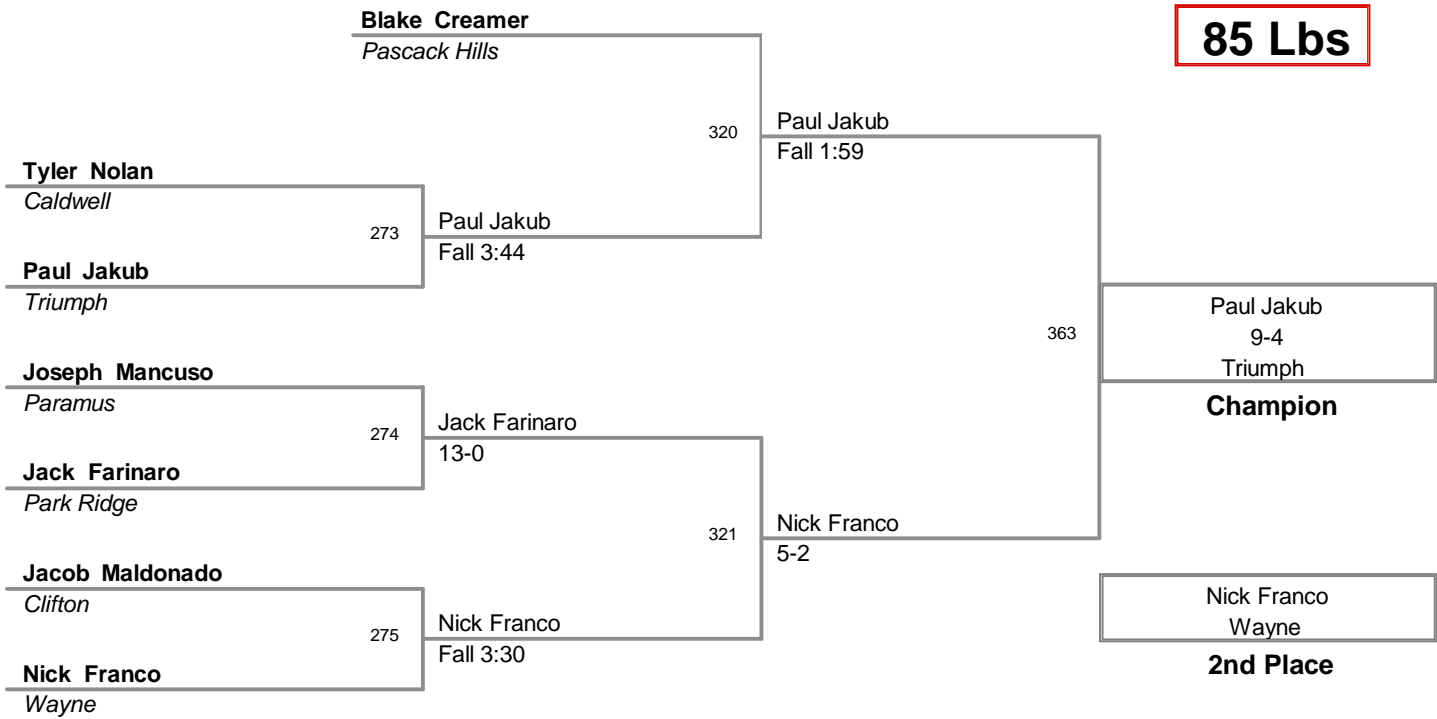 Blake Creamer
Pascack Hills
85 Lbs
320
Paul Jakub
Fall 1:59
Tyler Nolan
Caldwell
273
Paul Jakub
Fall 3:44
Paul Jakub
Triumph
363
Paul Jakub
9-4
Triumph
Champion
Joseph Mancuso
Paramus
274
Jack Farinaro
13-0
Jack Farinaro
Park Ridge
321
Nick Franco
5-2
Jacob Maldonado
Clifton
275
Nick Franco
Fall 3:30
Nick Franco
Wayne
Nick Franco
Wayne
2nd Place